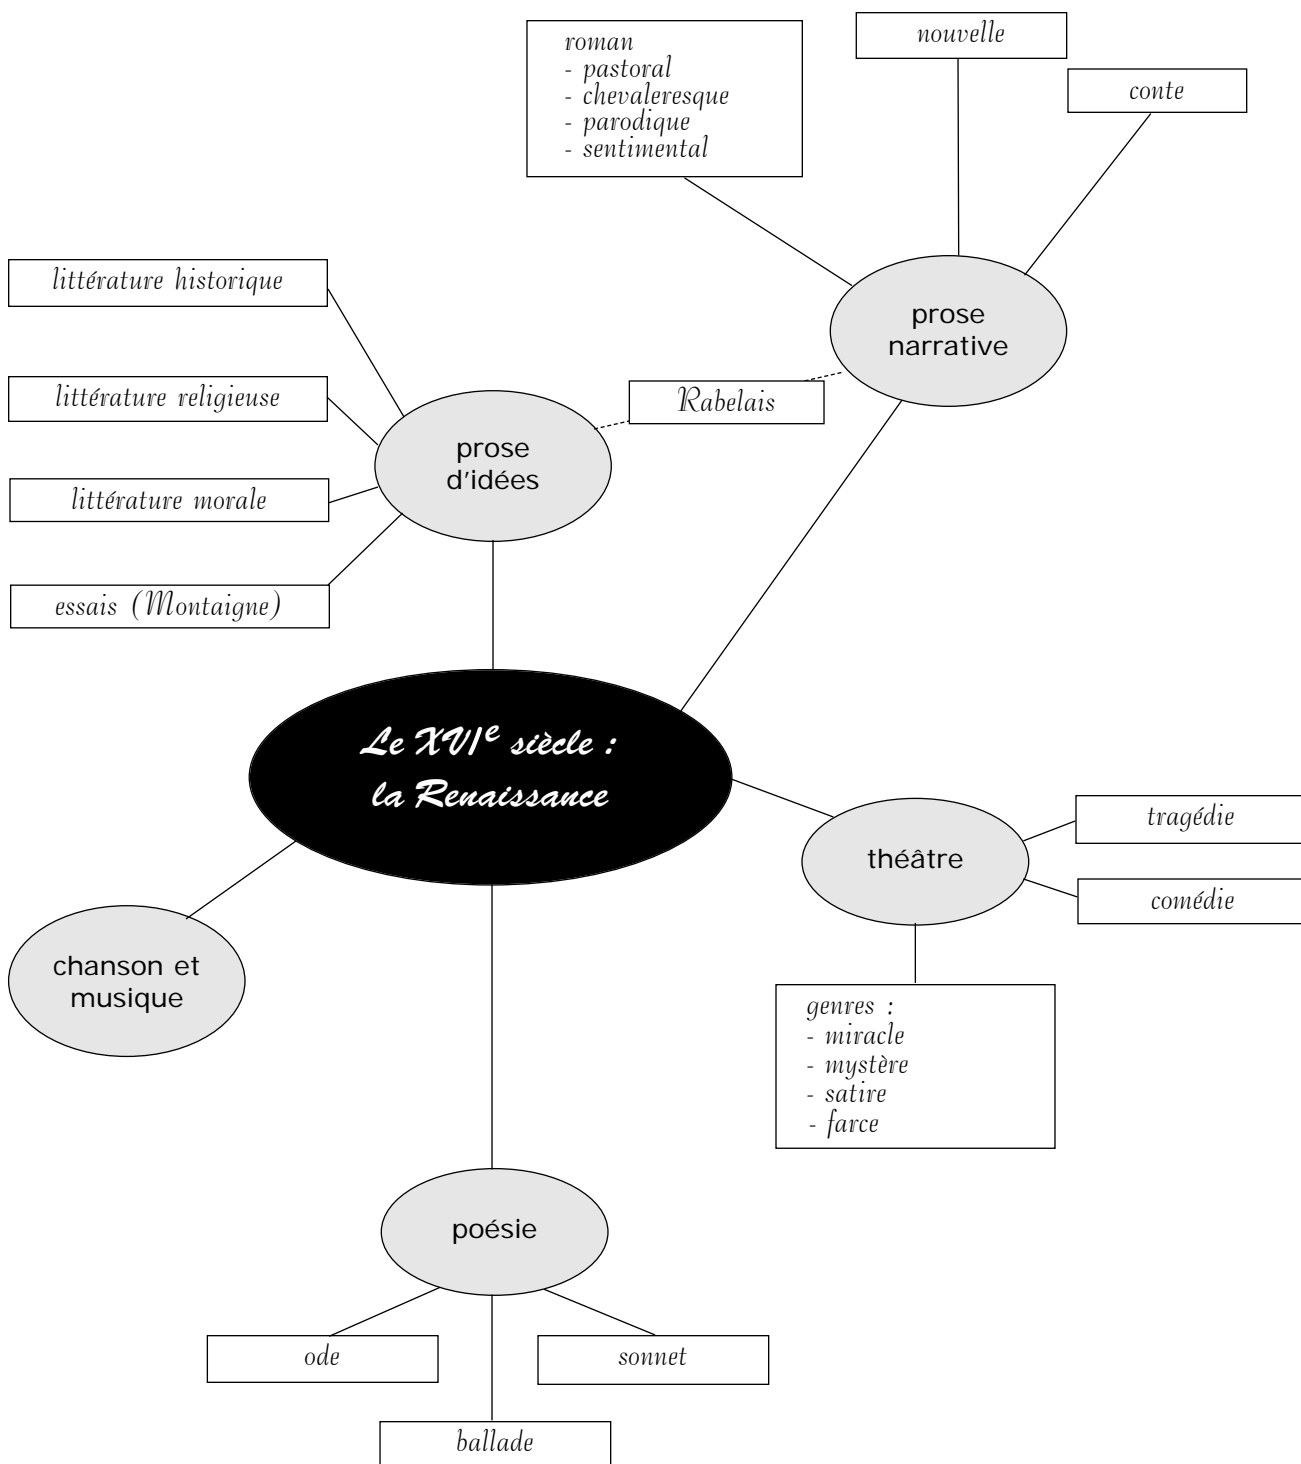 roman
- pastoral
- chevaleresque
- parodique
- sentimental
nouvelle
conte
littérature historique
prose
narrative
littérature religieuse
Rabelais
prose
d'idées
littérature morale
essais (Montaigne)
Le XVIe siècle :
la Renaissance
tragédie
théâtre
comédie
chanson et
musique
genres :
- miracle
- mystère
- satire
- farce
poésie
ode
sonnet
ballade